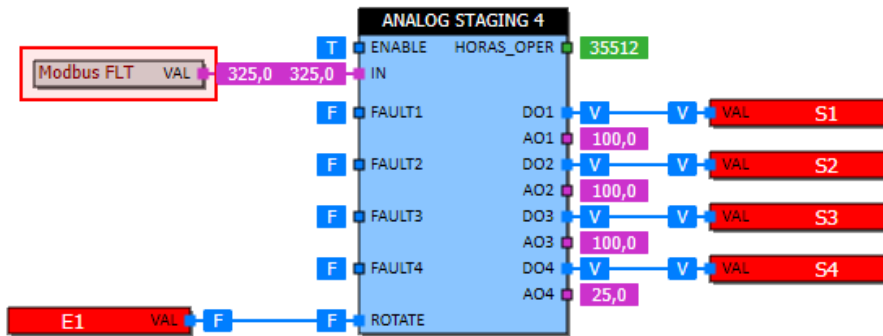 ANALOG STAGING 4
T ENABLE HORAS_OPER 35512
Modbus FLT VAL 325,0 325,0 IN
F FAULT1 DO1 V V VAL S1
AO1 100,0
F FAULT2 DO2 V V VAL S2
AO2 100,0
F FAULT3 DO3 V V VAL S3
AO3 100,0
F FAULT4 DO4 V V VAL S4
AO4 25,0
E1 VAL F F ROTATE